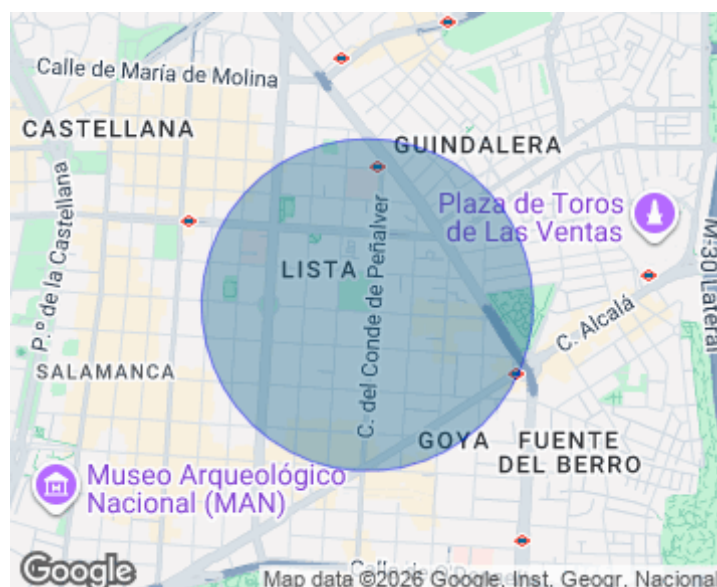 Calle de María de Molina
CASTELLANA
GUINDALERA
P.º de la Castellana
C. del Conde de Peñalver
Plaza de Toros
de Las Ventas
M-30 Lateral
LISTA
C. Alcalá
SALAMANCA
GOYA
FUENTE
DEL BERRO
Museo Arqueológico
Nacional (MAN)
Google
Map data ©2026 Google, Inst. Geogr. Nacional